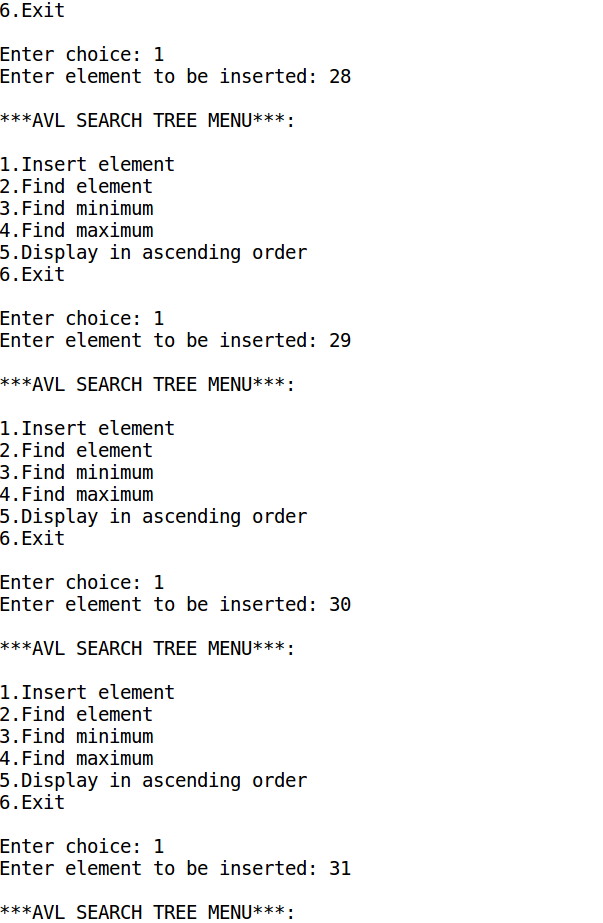 6.Exit
Enter choice: 1
Enter element to be inserted: 28
***AVL SEARCH TREE MENU***:
1.Insert element
2.Find element
3.Find minimum
4.Find maximum
5.Display in ascending order
6.Exit
Enter choice: 1
Enter element to be inserted: 29
***AVL SEARCH TREE MENU***:
1.Insert element
2.Find element
3.Find minimum
4.Find maximum
5.Display in ascending order
6.Exit
Enter choice: 1
Enter element to be inserted: 30
***AVL SEARCH TREE MENU***:
1.Insert element
2.Find element
3.Find minimum
4.Find maximum
5.Display in ascending order
6.Exit
Enter choice: 1
Enter element to be inserted: 31
***AVL SEARCH TREE MENU***: